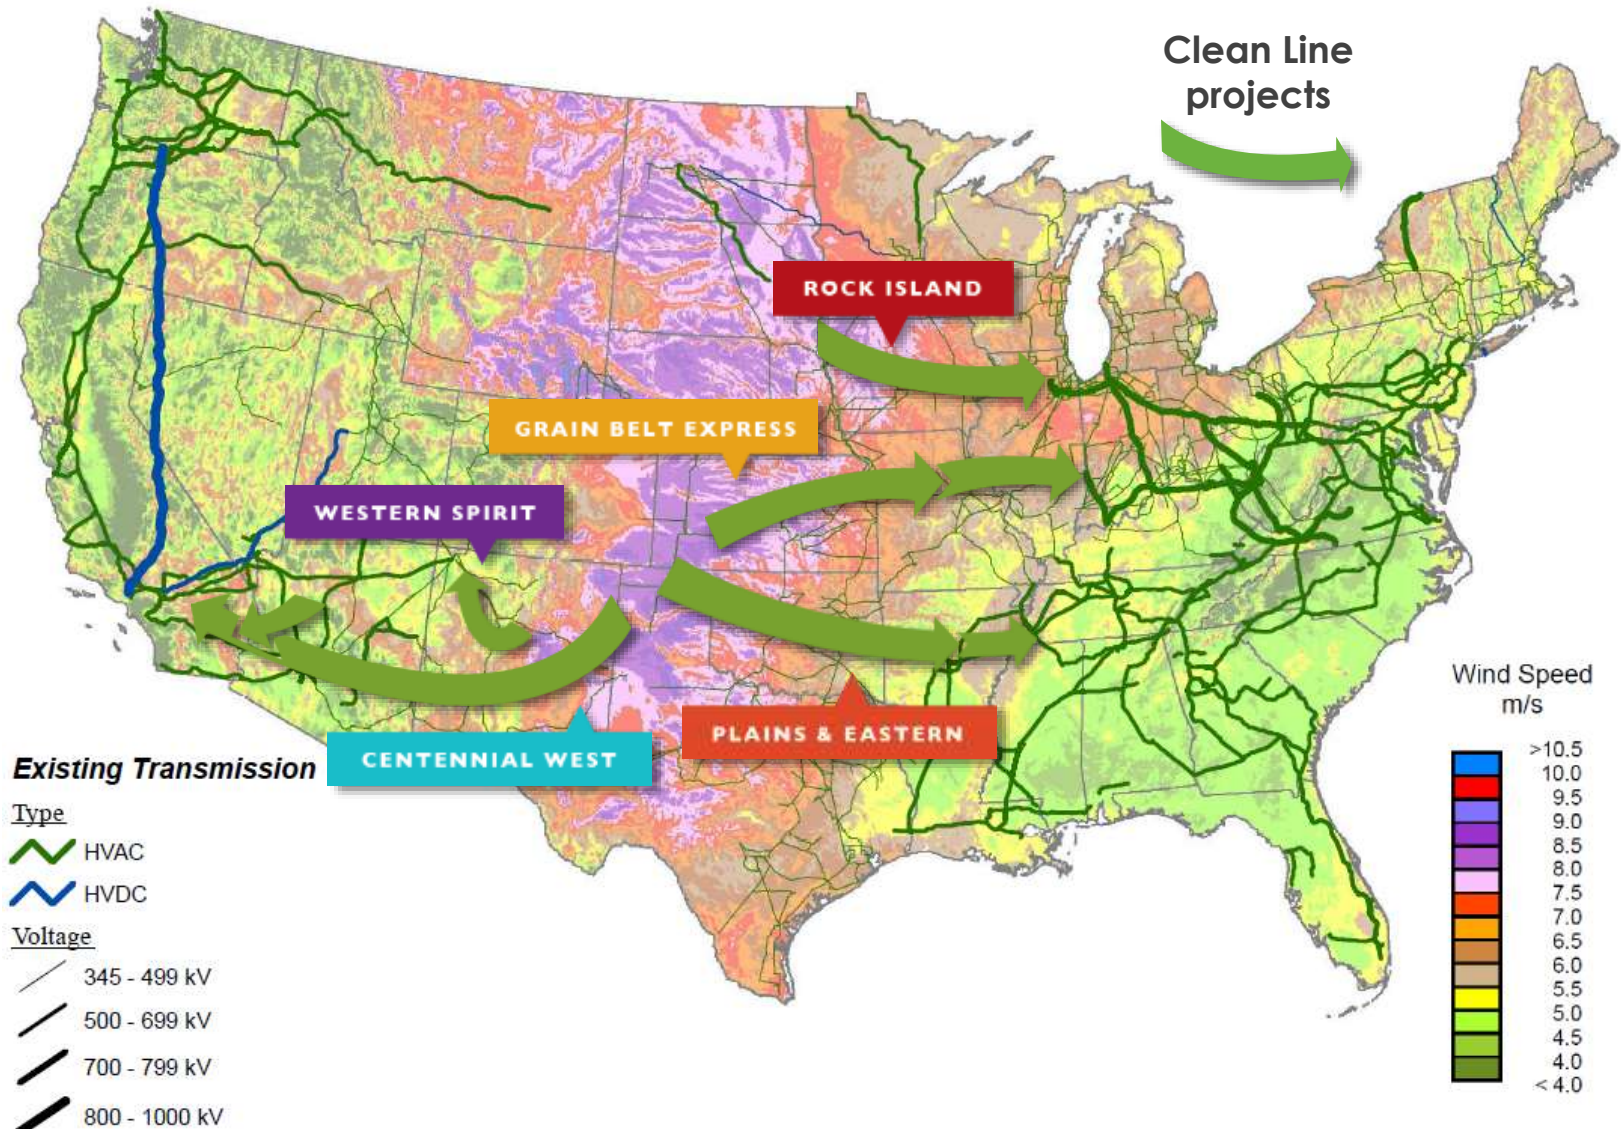 Clean Line
projects
ROCK ISLAND
GRAIN BELT EXPRESS
WESTERN SPIRIT
PLAINS & EASTERN
CENTENNIAL WEST
Existing Transmission
Type
HVAC
HVDC
Voltage
345 - 499 kV
500 - 699 kV
700 - 799 kV
800 - 1000 kV
Wind Speed
m/s
>10.5
10.0
9.5
9.0
8.5
8.0
7.5
7.0
6.5
6.0
5.5
5.0
4.5
4.0
< 4.0